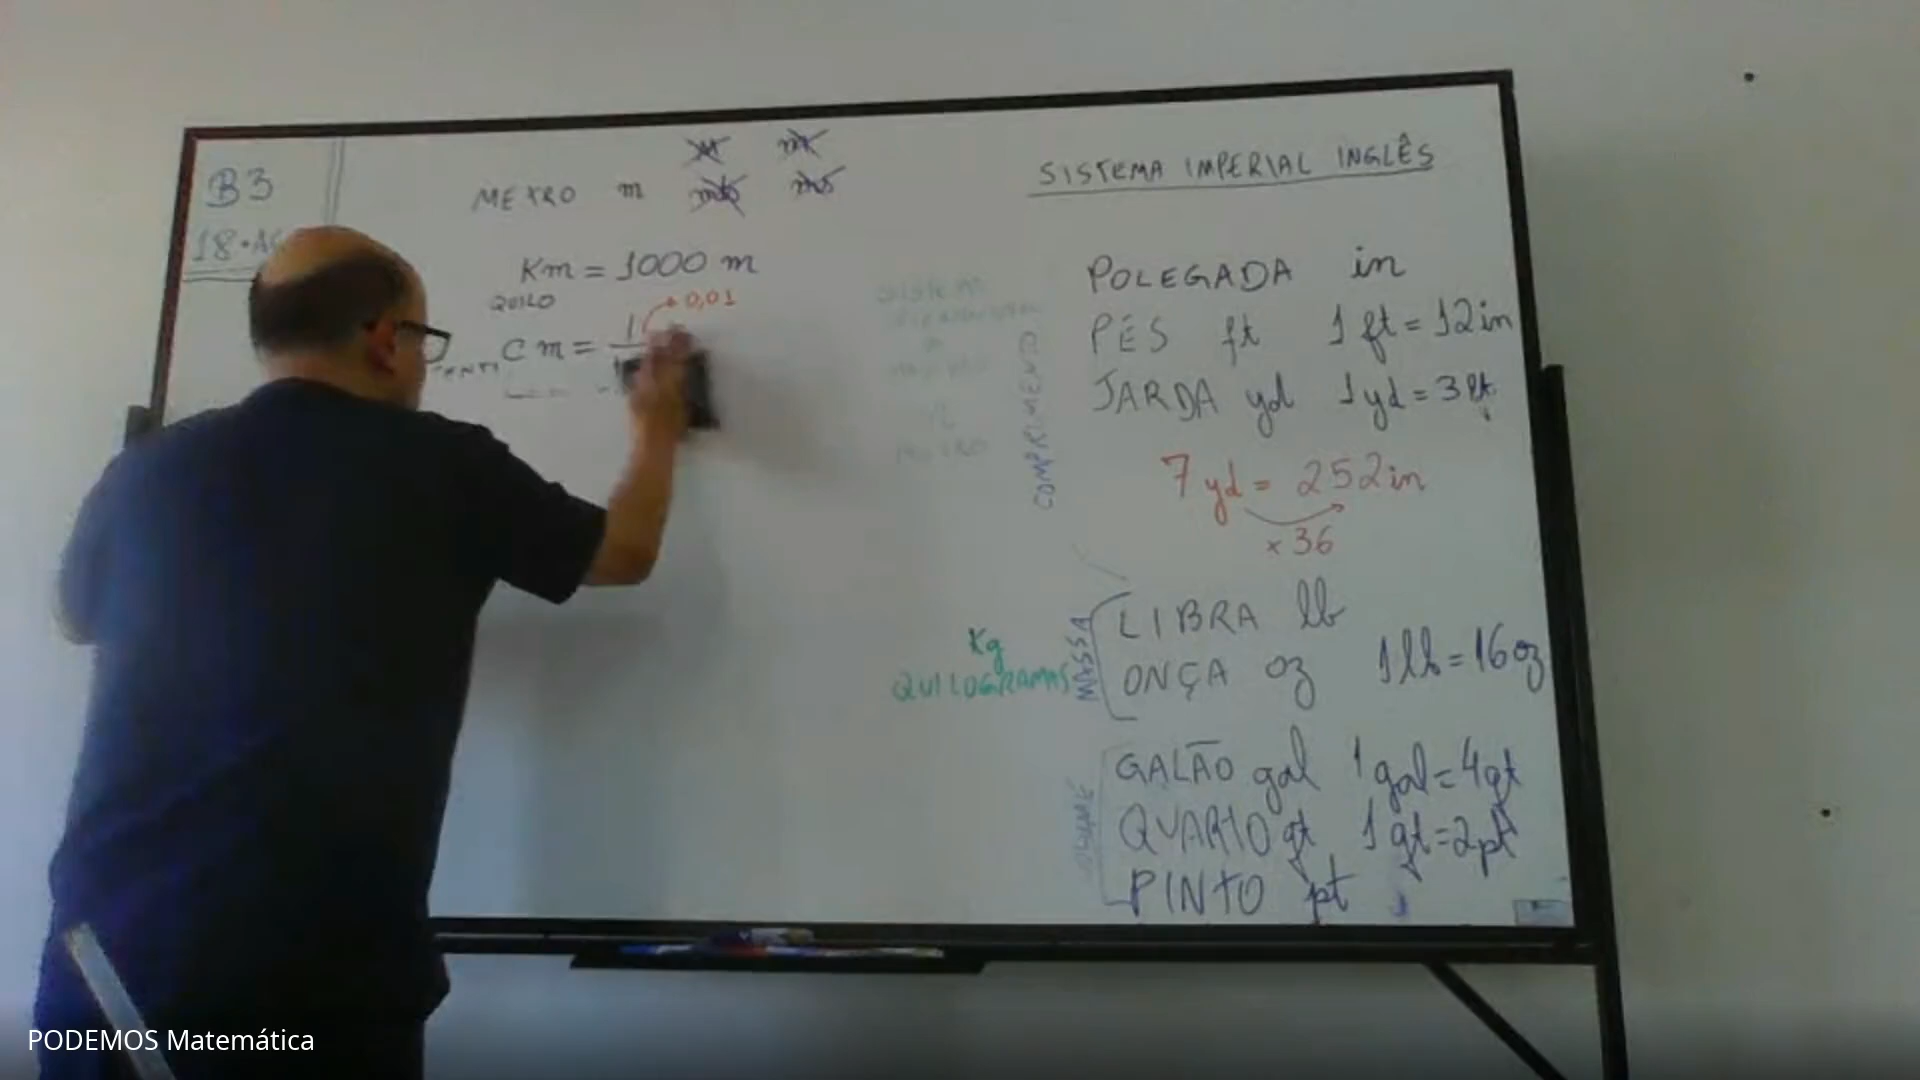 B3
18·AG
METRO m
Km = 1000 m
QUILO
0,01
cm = 1
SISTEMA IMPERIAL INGLÊS
COMPRIMENTO
POLEGADA in
PÉS ft 1 ft = 12 in
JARDA yd 1 yd = 3 ft
7 yd = 252 in
× 36
Kg
QUILOGRAMAS
MASSA
LIBRA lb
ONÇA oz 1 lb = 16 oz
GALÃO gal 1 gal = 4 qt
QUARTO qt 1 qt = 2 pt
PINTO pt
PODEMOS Matemática